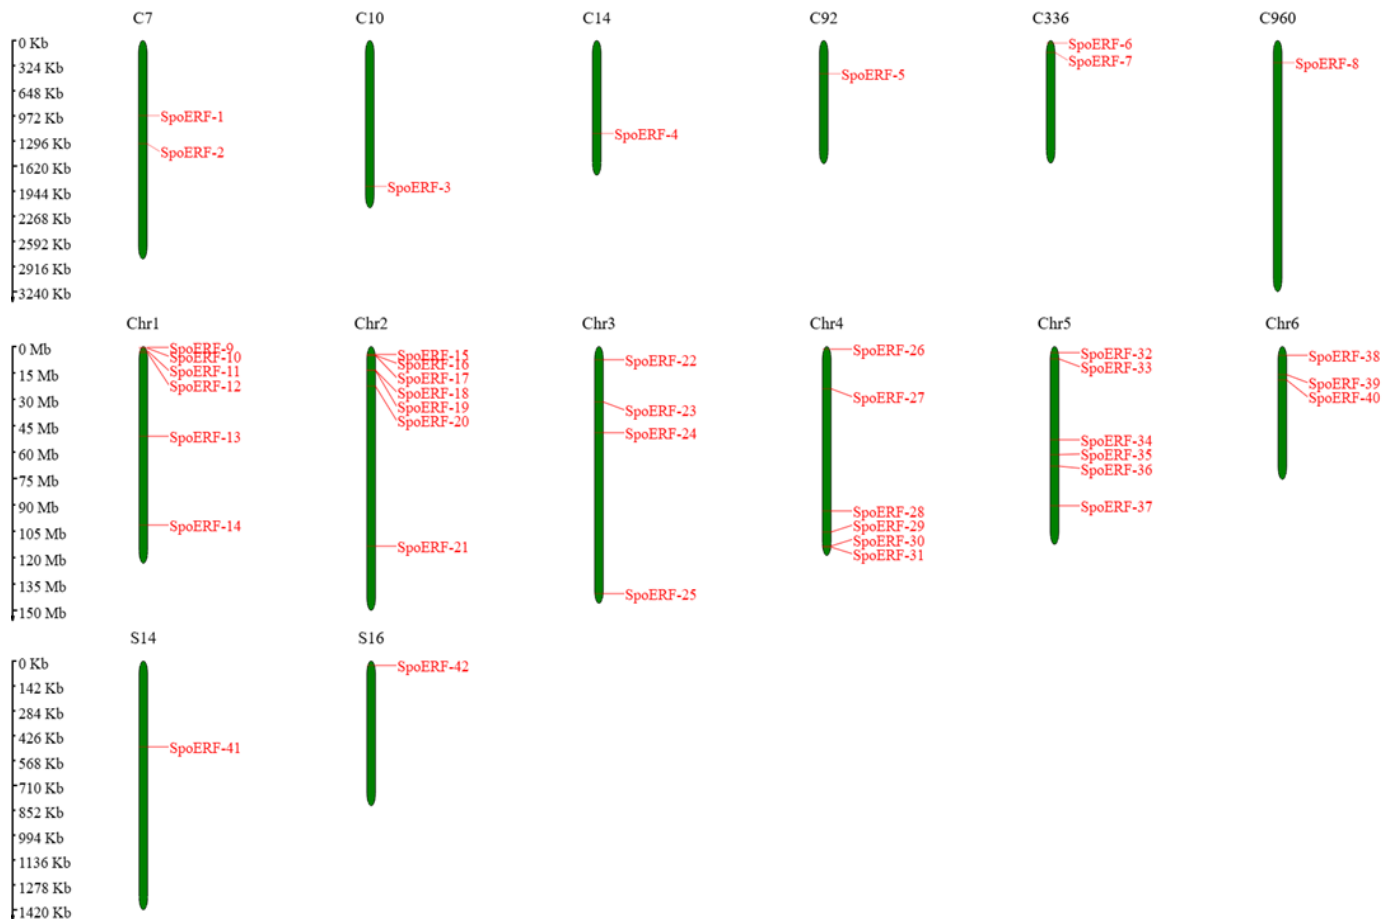 C7 C10 C14 C92 C336 C960
0 Kb
324 Kb
648 Kb
972 Kb
1296 Kb
1620 Kb
1944 Kb
2268 Kb
2592 Kb
2916 Kb
3240 Kb
SpoERF-1
SpoERF-2
SpoERF-3
SpoERF-4
SpoERF-5
SpoERF-6
SpoERF-7
SpoERF-8
Chr1 Chr2 Chr3 Chr4 Chr5 Chr6
0 Mb
15 Mb
30 Mb
45 Mb
60 Mb
75 Mb
90 Mb
105 Mb
120 Mb
135 Mb
150 Mb
SpoERF-9
SpoERF-10
SpoERF-11
SpoERF-12
SpoERF-13
SpoERF-14
SpoERF-15
SpoERF-16
SpoERF-17
SpoERF-18
SpoERF-19
SpoERF-20
SpoERF-21
SpoERF-22
SpoERF-23
SpoERF-24
SpoERF-25
SpoERF-26
SpoERF-27
SpoERF-28
SpoERF-29
SpoERF-30
SpoERF-31
SpoERF-32
SpoERF-33
SpoERF-34
SpoERF-35
SpoERF-36
SpoERF-37
SpoERF-38
SpoERF-39
SpoERF-40
S14 S16
0 Kb
142 Kb
284 Kb
426 Kb
568 Kb
710 Kb
852 Kb
994 Kb
1136 Kb
1278 Kb
1420 Kb
SpoERF-41
SpoERF-42